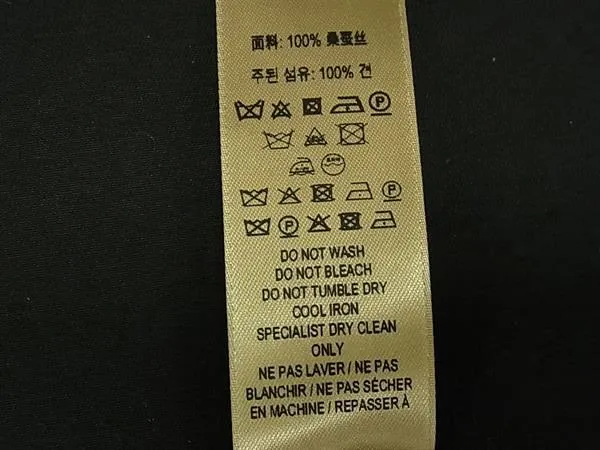 面料: 100% 桑蚕丝
주된 섬유: 100% 견
P
P
P
DO NOT WASH
DO NOT BLEACH
DO NOT TUMBLE DRY
COOL IRON
SPECIALIST DRY CLEAN
ONLY
NE PAS LAVER / NE PAS
BLANCHIR / NE PAS SÉCHER
EN MACHINE / REPASSER À